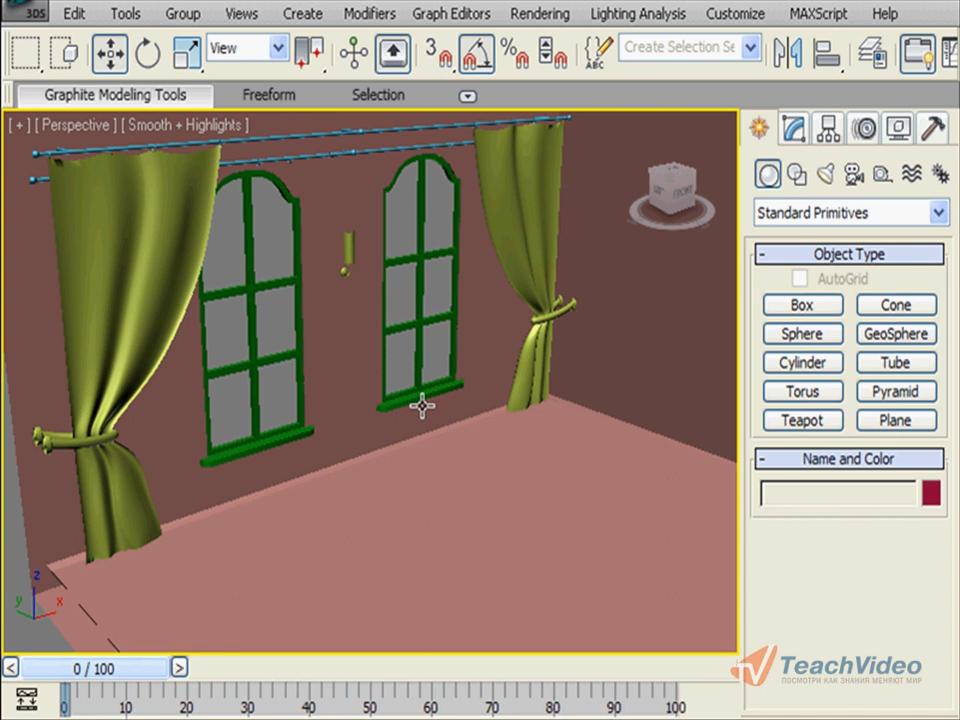 3DS Edit Tools Group Views Create Modifiers Graph Editors Rendering Lighting Analysis Customize MAXScript Help
View 3 % ABC Create Selection Se
Graphite Modeling Tools Freeform Selection
[ + ] [ Perspective ] [ Smooth + Highlights ]
FRONT
Standard Primitives
- Object Type
AutoGrid
Box Cone
Sphere GeoSphere
Cylinder Tube
Torus Pyramid
Teapot Plane
- Name and Color
z
y x
TeachVideo
ПОСМОТРИ КАК ЗНАНИЯ МЕНЯЮТ МИР
< 0 / 100 >
0 10 20 30 40 50 60 70 80 90 100